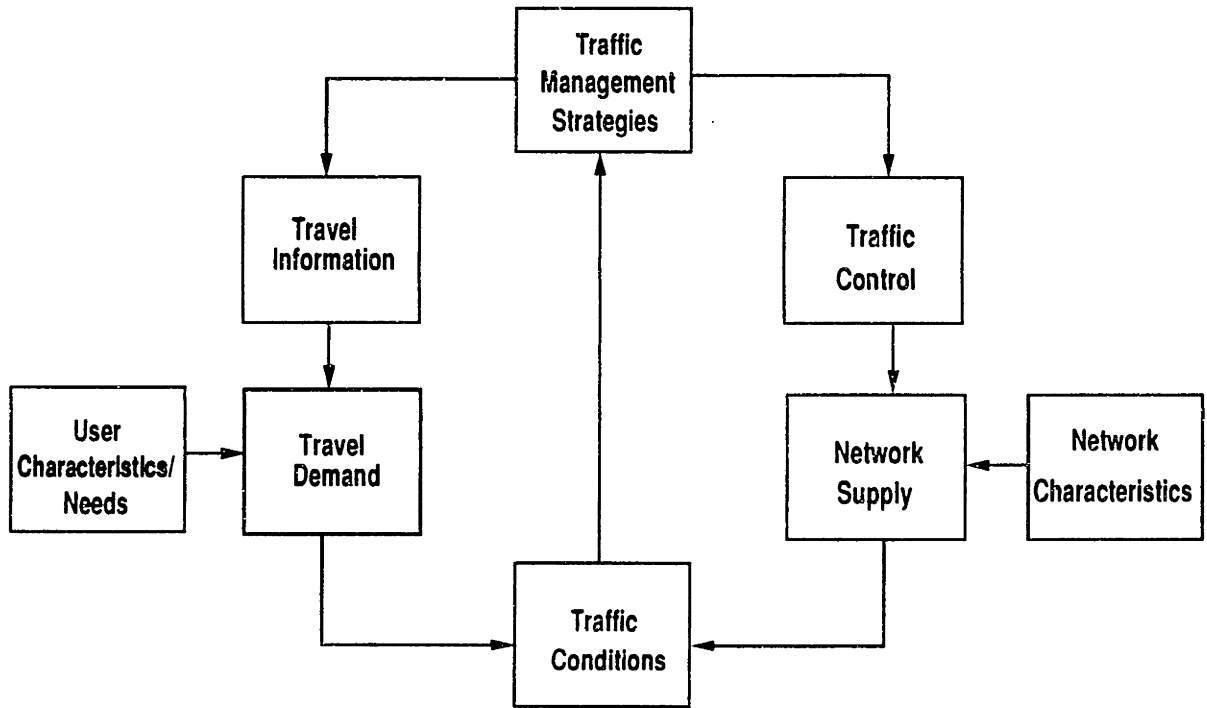 Traffic
Management
Strategies
Travel
Information
Traffic
Control
User
Characteristics/
Needs
Travel
Demand
Network
Supply
Network
Characteristics
Traffic
Conditions